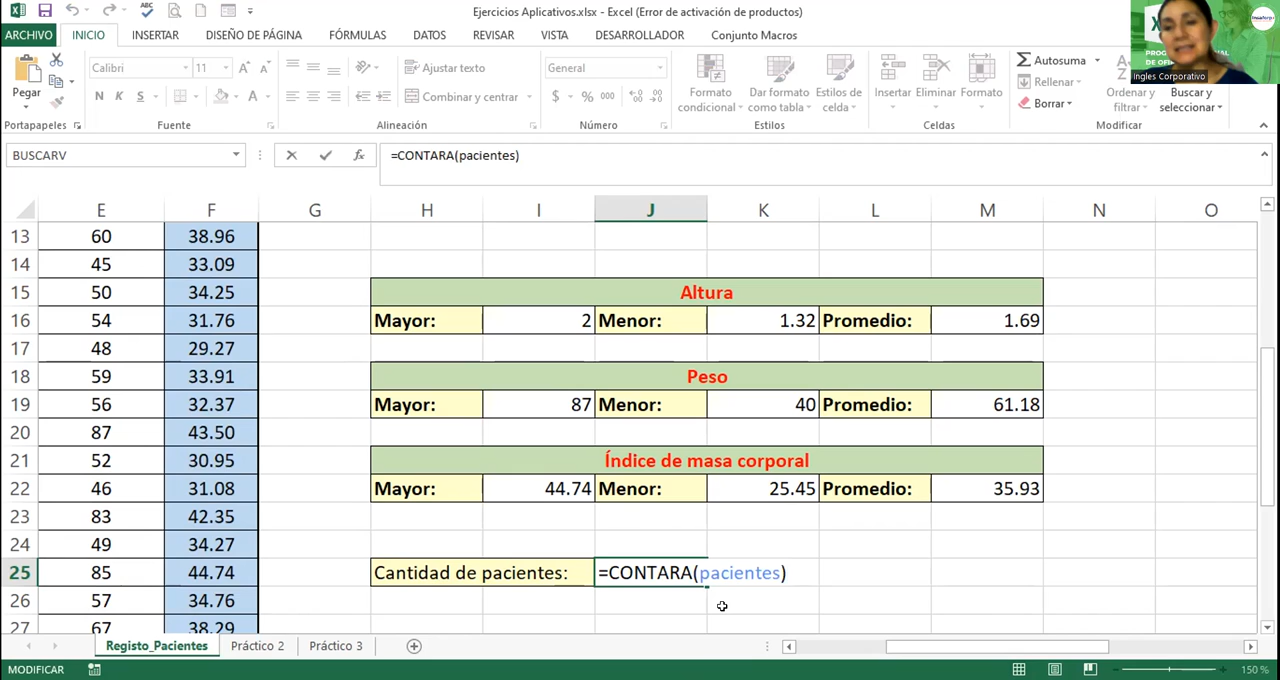 Ejercicios Aplicativos.xlsx - Excel (Error de activación de productos)
ARCHIVO INICIO INSERTAR DISEÑO DE PÁGINA FÓRMULAS DATOS REVISAR VISTA DESARROLLADOR Conjunto Macros
Pegar
Calibri 11
N K S
Ajustar texto
Combinar y centrar
General
$ % 000
Formato condicional
Dar formato como tabla
Estilos de celda
Insertar Eliminar Formato
Autosuma
Rellenar
Borrar
Ordenar y filtrar
Buscar y seleccionar
Ingles Corporativo
Portapapeles Fuente Alineación Número Estilos Celdas Modificar
BUSCARV fx =CONTARA(pacientes)
E F G H I J K L M N O
13 60 38.96
14 45 33.09
15 50 34.25 Altura
16 54 31.76 Mayor: 2 Menor: 1.32 Promedio: 1.69
17 48 29.27
18 59 33.91 Peso
19 56 32.37 Mayor: 87 Menor: 40 Promedio: 61.18
20 87 43.50
21 52 30.95 Índice de masa corporal
22 46 31.08 Mayor: 44.74 Menor: 25.45 Promedio: 35.93
23 83 42.35
24 49 34.27
25 85 44.74 Cantidad de pacientes: =CONTARA(pacientes)
26 57 34.76
27 67 38.29
Registo_Pacientes Práctico 2 Práctico 3
MODIFICAR 150 %